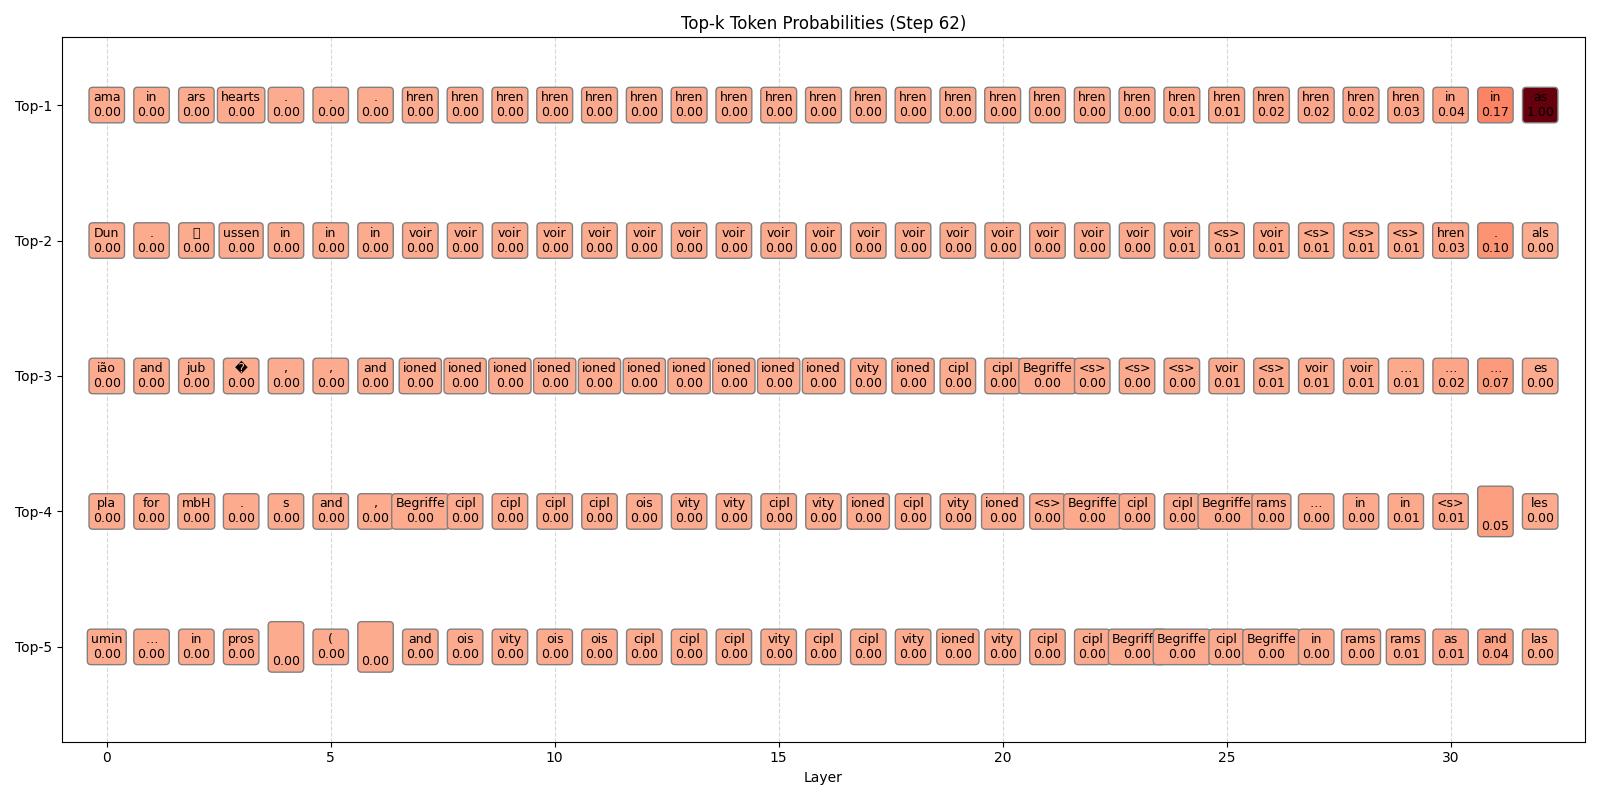 Top-k Token Probabilities (Step 62)
Top-1
ama in ars hearts . . . hren hren hren hren hren hren hren hren hren hren hren hren hren hren hren hren hren hren hren hren hren hren hren in in as
0.00 0.00 0.00 0.00 0.00 0.00 0.00 0.00 0.00 0.00 0.00 0.00 0.00 0.00 0.00 0.00 0.00 0.00 0.00 0.00 0.00 0.00 0.00 0.00 0.01 0.01 0.02 0.02 0.02 0.03 0.04 0.17 1.00
Top-2
Dun . ussen in in in voir voir voir voir voir voir voir voir voir voir voir voir voir voir voir voir voir voir <s> voir <s> <s> <s> hren . als
0.00 0.00 0.00 0.00 0.00 0.00 0.00 0.00 0.00 0.00 0.00 0.00 0.00 0.00 0.00 0.00 0.00 0.00 0.00 0.00 0.00 0.00 0.00 0.00 0.01 0.01 0.01 0.01 0.01 0.01 0.03 0.10 0.00
Top-3
ião and jub � , , and ioned ioned ioned ioned ioned ioned ioned ioned ioned ioned vity ioned cipl cipl Begriffe <s> <s> <s> voir <s> voir voir ... ... ... es
0.00 0.00 0.00 0.00 0.00 0.00 0.00 0.00 0.00 0.00 0.00 0.00 0.00 0.00 0.00 0.00 0.00 0.00 0.00 0.00 0.00 0.00 0.00 0.00 0.00 0.01 0.01 0.01 0.01 0.01 0.02 0.07 0.00
Top-4
pla for mbH . s and , Begriffe cipl cipl cipl cipl ois vity vity cipl vity ioned cipl vity ioned <s> Begriffe cipl cipl Begriffe rams ... in in <s> les
0.00 0.00 0.00 0.00 0.00 0.00 0.00 0.00 0.00 0.00 0.00 0.00 0.00 0.00 0.00 0.00 0.00 0.00 0.00 0.00 0.00 0.00 0.00 0.00 0.00 0.00 0.00 0.00 0.00 0.01 0.01 0.05 0.00
Top-5
umin ... in pros ( and ois vity ois ois cipl cipl cipl vity cipl cipl vity ioned vity cipl cipl Begriffe Begriffe cipl Begriffe in rams rams as and las
0.00 0.00 0.00 0.00 0.00 0.00 0.00 0.00 0.00 0.00 0.00 0.00 0.00 0.00 0.00 0.00 0.00 0.00 0.00 0.00 0.00 0.00 0.00 0.00 0.00 0.00 0.00 0.00 0.00 0.01 0.01 0.04 0.00
0 5 10 15 20 25 30
Layer